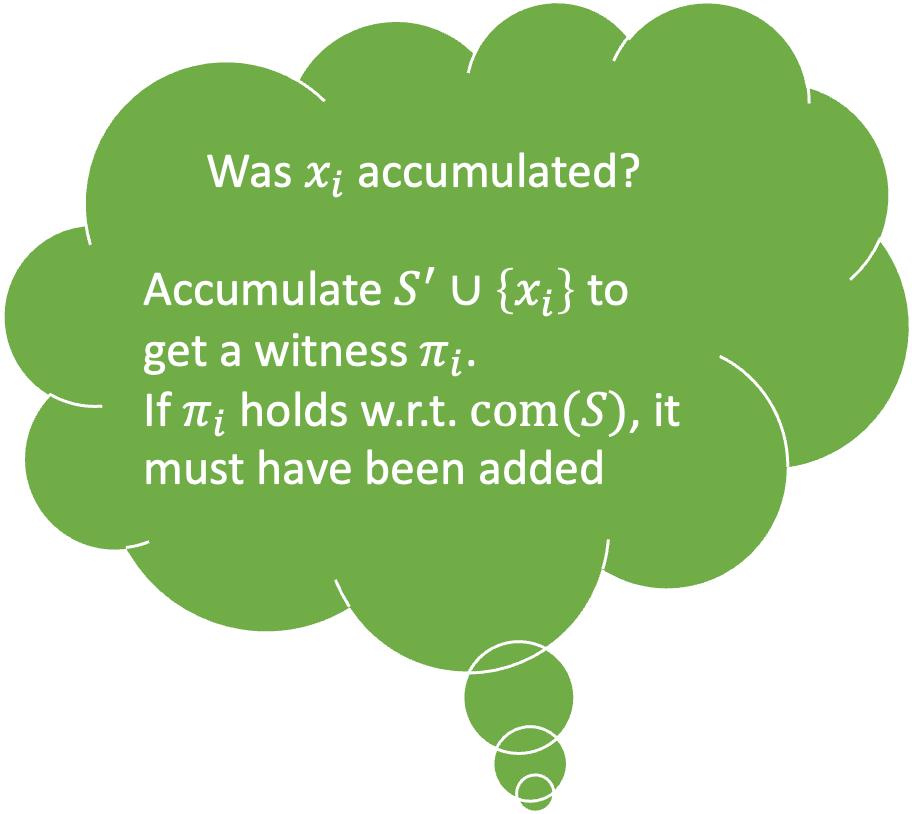 Was 𝑥ᵢ accumulated?
Accumulate 𝑆′ ∪ {𝑥ᵢ} to
get a witness 𝜋ᵢ.
If 𝜋ᵢ holds w.r.t. com(𝑆), it
must have been added